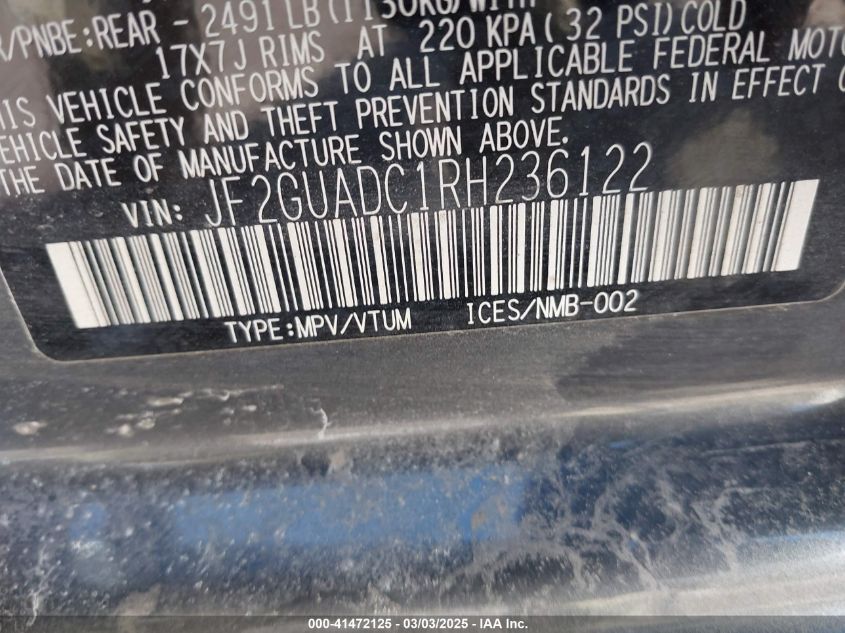 /PNBE:REAR - 2491 LB(1130KG)WITH
17X7J RIMS AT 220 KPA(32 PSI)COLD
THIS VEHICLE CONFORMS TO ALL APPLICABLE FEDERAL MOTO
VEHICLE SAFETY AND THEFT PREVENTION STANDARDS IN EFFECT O
THE DATE OF MANUFACTURE SHOWN ABOVE.
VIN: JF2GUADC1RH236122
TYPE:MPV/VTUM ICES/NMB-002
000-41472125 - 03/03/2025 - IAA Inc.